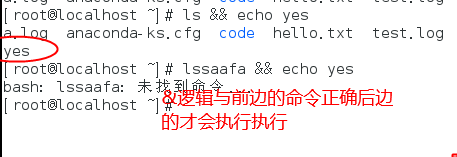 a.log anaconda-ks.cfg code hello.txt test.log
[root@localhost ~]# ls && echo yes
a.log anaconda-ks.cfg code hello.txt test.log
yes
[root@localhost ~]# lssaafa && echo yes
bash: lssaafa: 未找到命令...
[root@localhost ~]#
&逻辑与前边的命令正确后边
的才会执行执行